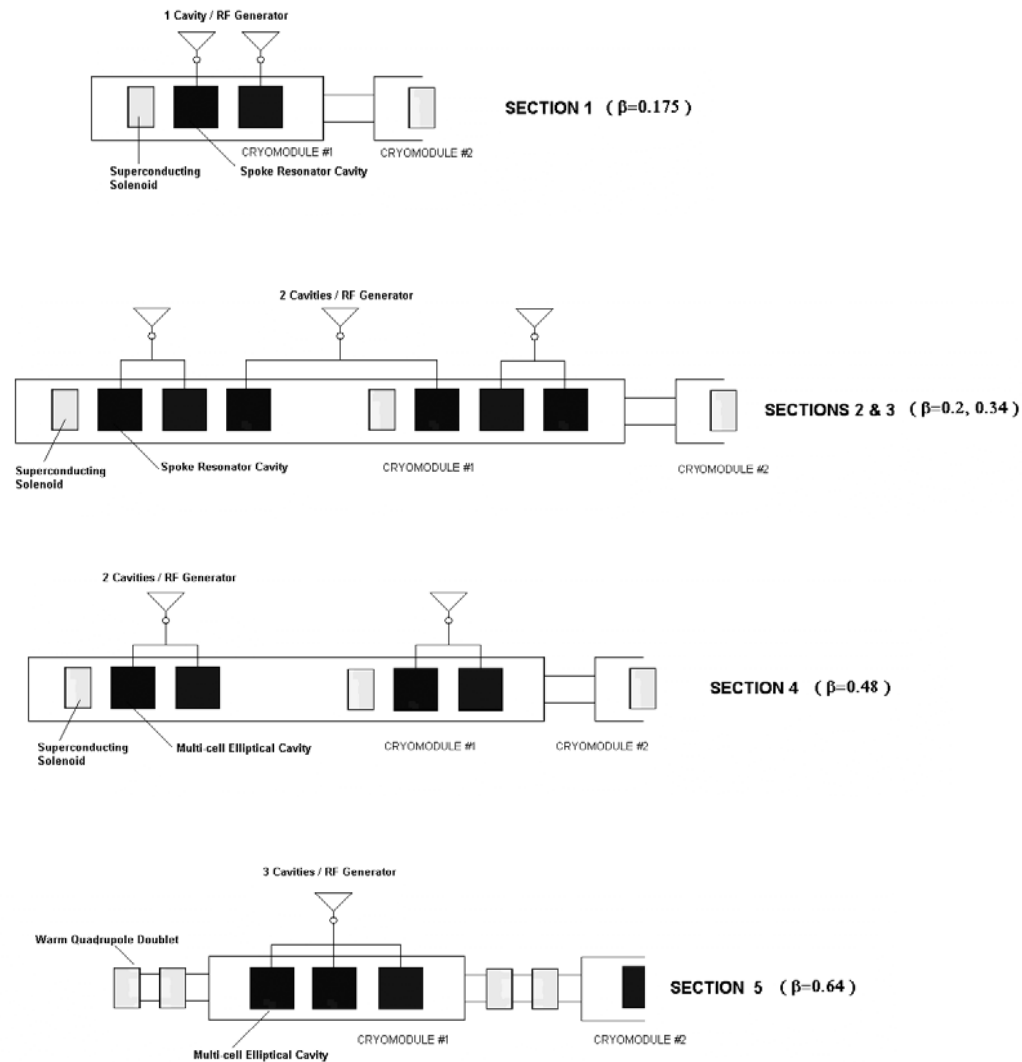 1 Cavity / RF Generator
SECTION 1 ( β=0.175 )
CRYOMODULE #1
CRYOMODULE #2
Superconducting
Solenoid
Spoke Resonator Cavity
2 Cavities / RF Generator
SECTIONS 2 & 3 ( β=0.2, 0.34 )
Superconducting
Solenoid
Spoke Resonator Cavity
CRYOMODULE #1
CRYOMODULE #2
2 Cavities / RF Generator
SECTION 4 ( β=0.48 )
Superconducting
Solenoid
Multi-cell Elliptical Cavity
CRYOMODULE #1
CRYOMODULE #2
3 Cavities / RF Generator
Warm Quadrupole Doublet
SECTION 5 ( β=0.64 )
CRYOMODULE #1
CRYOMODULE #2
Multi-cell Elliptical Cavity